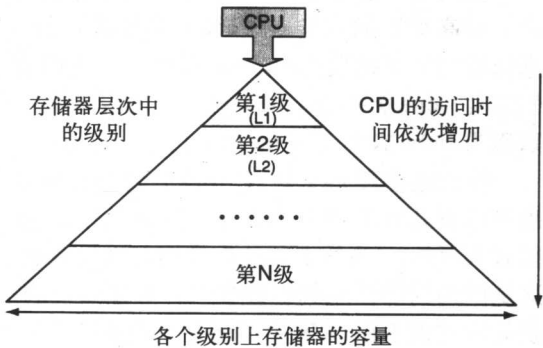 CPU
存储器层次中
的级别
第1级
(L1)
CPU的访问时
间依次增加
第2级
(L2)
······
第N级
各个级别上存储器的容量